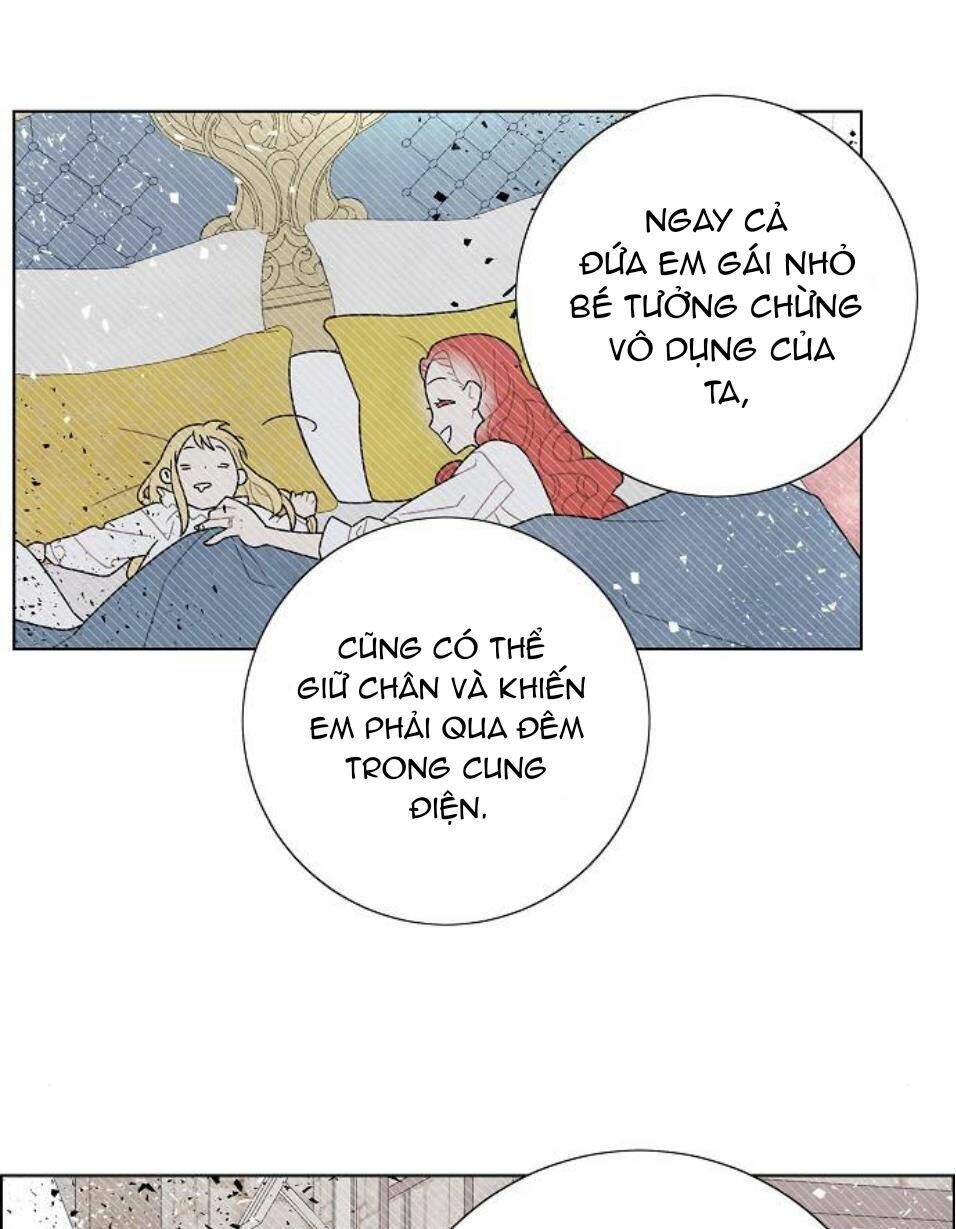 NGAY CẢ
ĐỨA EM GÁI NHỎ
BÉ TƯỞNG CHỪNG
VÔ DỤNG CỦA
TA,
CŨNG CÓ THỂ
GIỮ CHÂN VÀ KHIẾN
EM PHẢI QUA ĐÊM
TRONG CUNG
ĐIỆN.